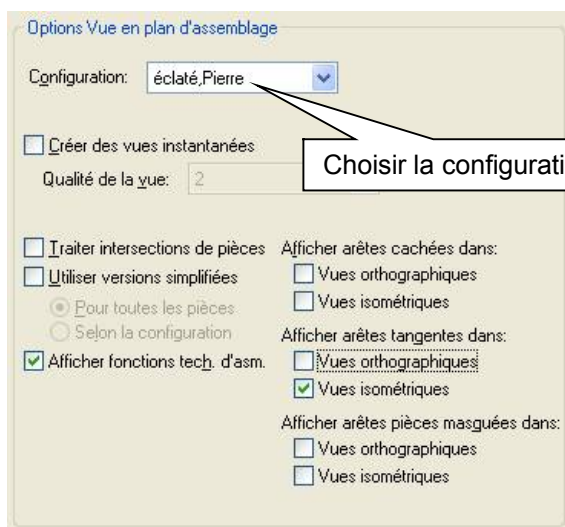 Options Vue en plan d'assemblage
Configuration: éclaté,Pierre
Créer des vues instantanées
Choisir la configurati
Qualité de la vue: 2
Traiter intersections de pièces
Utiliser versions simplifiées
Pour toutes les pièces
Selon la configuration
Afficher fonctions tech. d'asm.
Afficher arêtes cachées dans:
Vues orthographiques
Vues isométriques
Afficher arêtes tangentes dans:
Vues orthographiques
Vues isométriques
Afficher arêtes pièces masquées dans:
Vues orthographiques
Vues isométriques